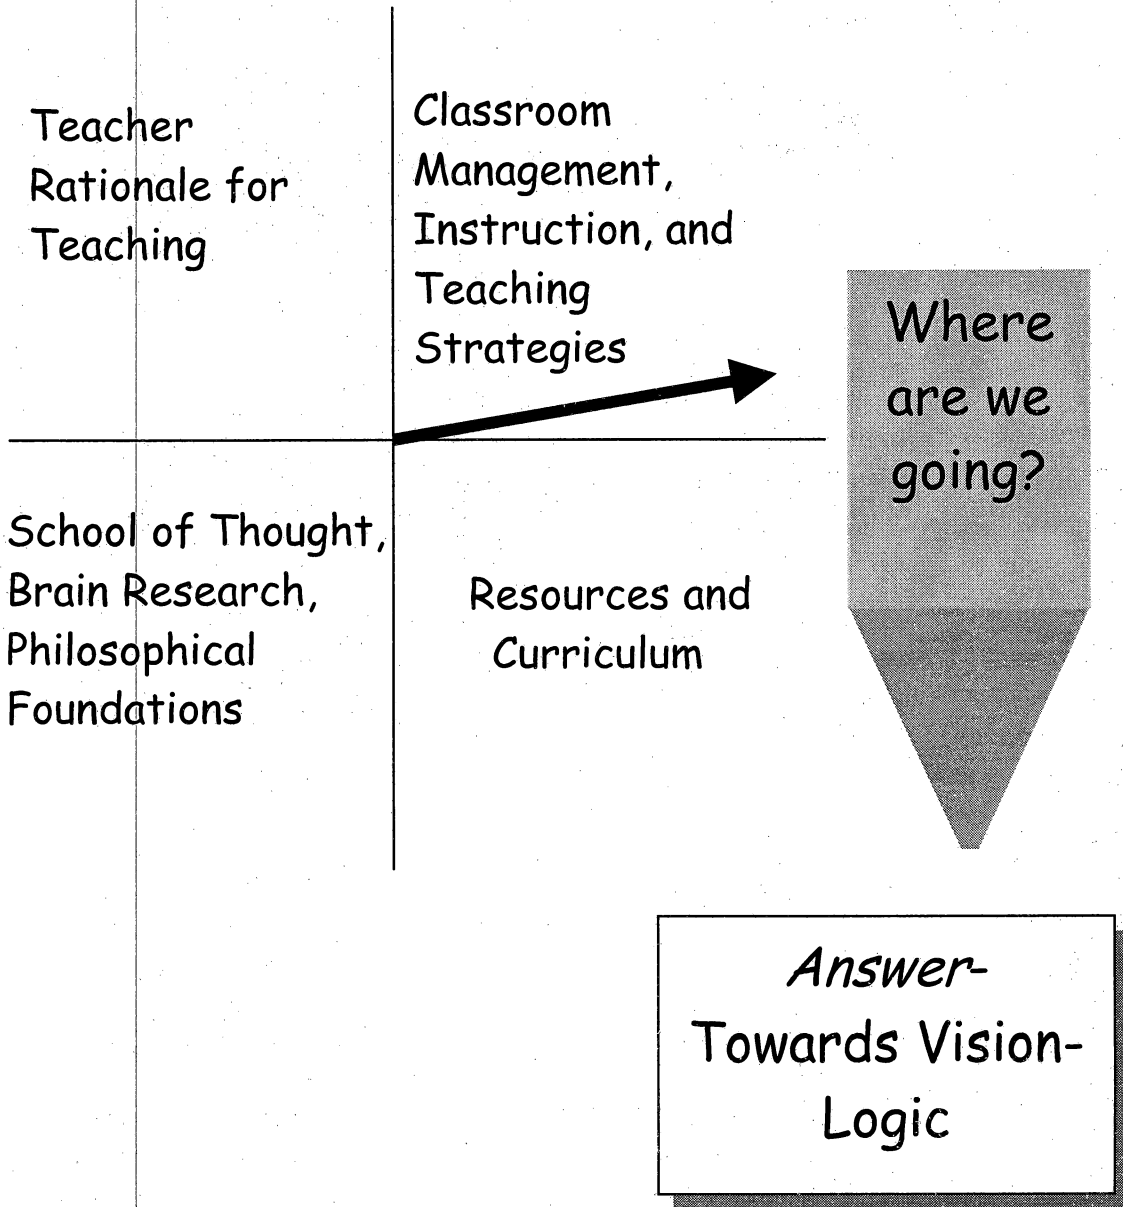 Teacher
Rationale for
Teaching
Classroom
Management,
Instruction, and
Teaching
Strategies
Where
are we
going?
School of Thought,
Brain Research,
Philosophical
Foundations
Resources and
Curriculum
Answer-
Towards Vision-
Logic